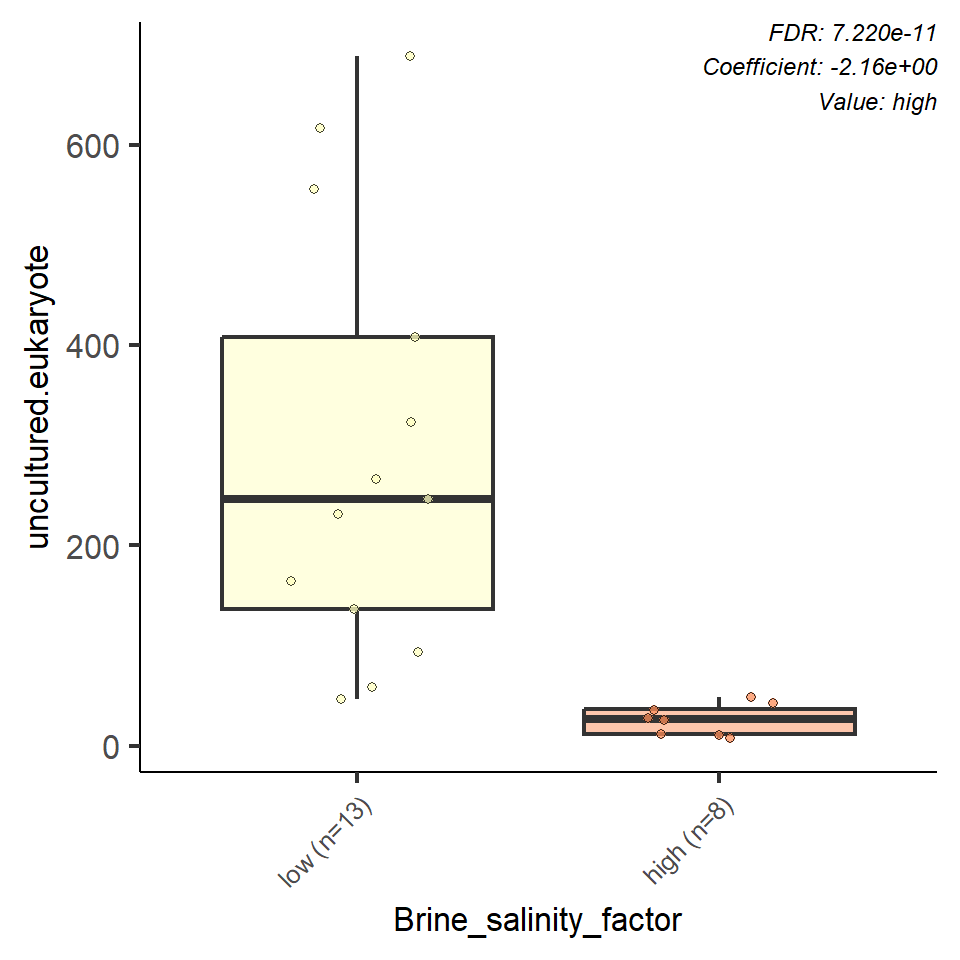 FDR: 7.220e-11
Coefficient: -2.16e+00
Value: high
uncultured.eukaryote
600
400
200
0
low (n=13)
high (n=8)
Brine_salinity_factor